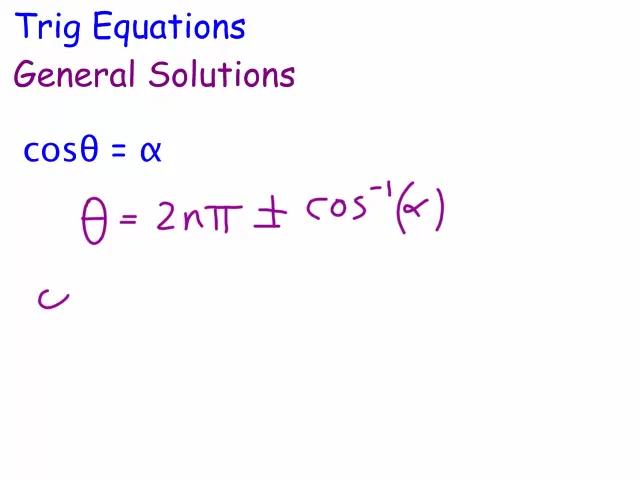 Trig Equations
General Solutions
cosθ = α
θ = 2nπ ± cos⁻¹(α)
c